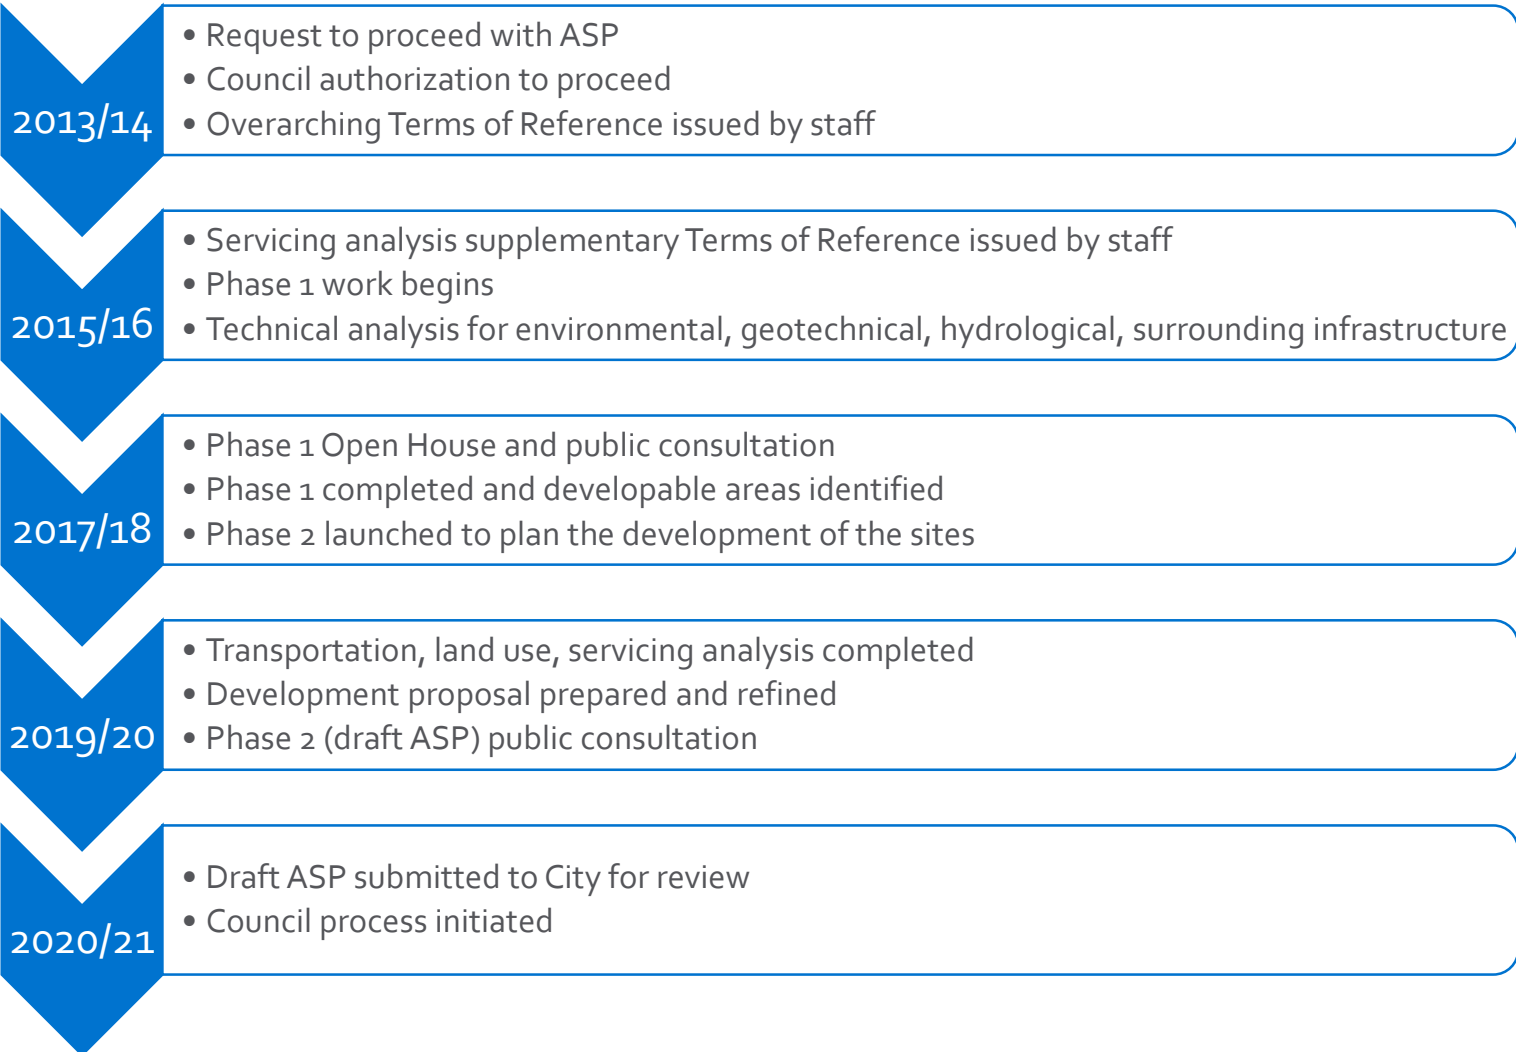 2013/14
• Request to proceed with ASP
• Council authorization to proceed
• Overarching Terms of Reference issued by staff
2015/16
• Servicing analysis supplementary Terms of Reference issued by staff
• Phase 1 work begins
• Technical analysis for environmental, geotechnical, hydrological, surrounding infrastructure
2017/18
• Phase 1 Open House and public consultation
• Phase 1 completed and developable areas identified
• Phase 2 launched to plan the development of the sites
2019/20
• Transportation, land use, servicing analysis completed
• Development proposal prepared and refined
• Phase 2 (draft ASP) public consultation
2020/21
• Draft ASP submitted to City for review
• Council process initiated